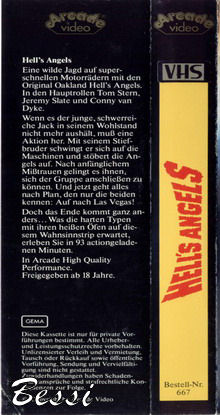 Arcade
video
Hell's Angels
Eine wilde Jagd auf super-
schnellen Motorrädern mit den
Original Oakland Hell's Angels.
In den Hauptrollen Tom Stern,
Jeremy Slate und Conny van
Dyke.
Wenn es der junge, schwerrei-
che Jack in seinem Wohlstand
nicht mehr aushält, muß eine
Aktion her. Mit seinem Stief-
bruder schwingt er sich auf die
Maschinen und stöbert die An-
gels auf. Nach anfänglichem
Mißtrauen gelingt es ihnen,
sich der Gruppe anschließen zu
können. Und jetzt geht alles
nach Plan, den nur die beiden
kennen: Auf nach Las Vegas!
Doch das Ende kommt ganz an-
ders... Was die harten Typen
mit ihren heißen Öfen auf die-
sem Wahnsinnstrip erwartet,
erleben Sie in 93 actiongelade-
nen Minuten.
In Arcade High Quality
Performance.
Freigegeben ab 18 Jahre.
GEMA
Diese Kassette ist nur für private Vor-
führungen bestimmt. Alle Urheber-
und Leistungsschutzrechte vorbehalten.
Unlizensierter Verleih und Vermietung,
Tausch oder Rückkauf sowie öffentliche
Vorführung, Sendung und Vervielfälti-
gung sind nicht gestattet.
Zuwiderhandlungen haben Schaden-
ansprüche und strafrechtliche Kon-
zur Folge.
Video
Bessi
Arcade
video
VHS
HELL'S ANGELS
Bestell-Nr.
667